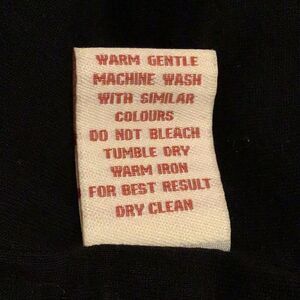 WARM GENTLE
MACHINE WASH
WITH SIMILAR
COLOURS
DO NOT BLEACH
TUMBLE DRY
WARM IRON
FOR BEST RESULT
DRY CLEAN